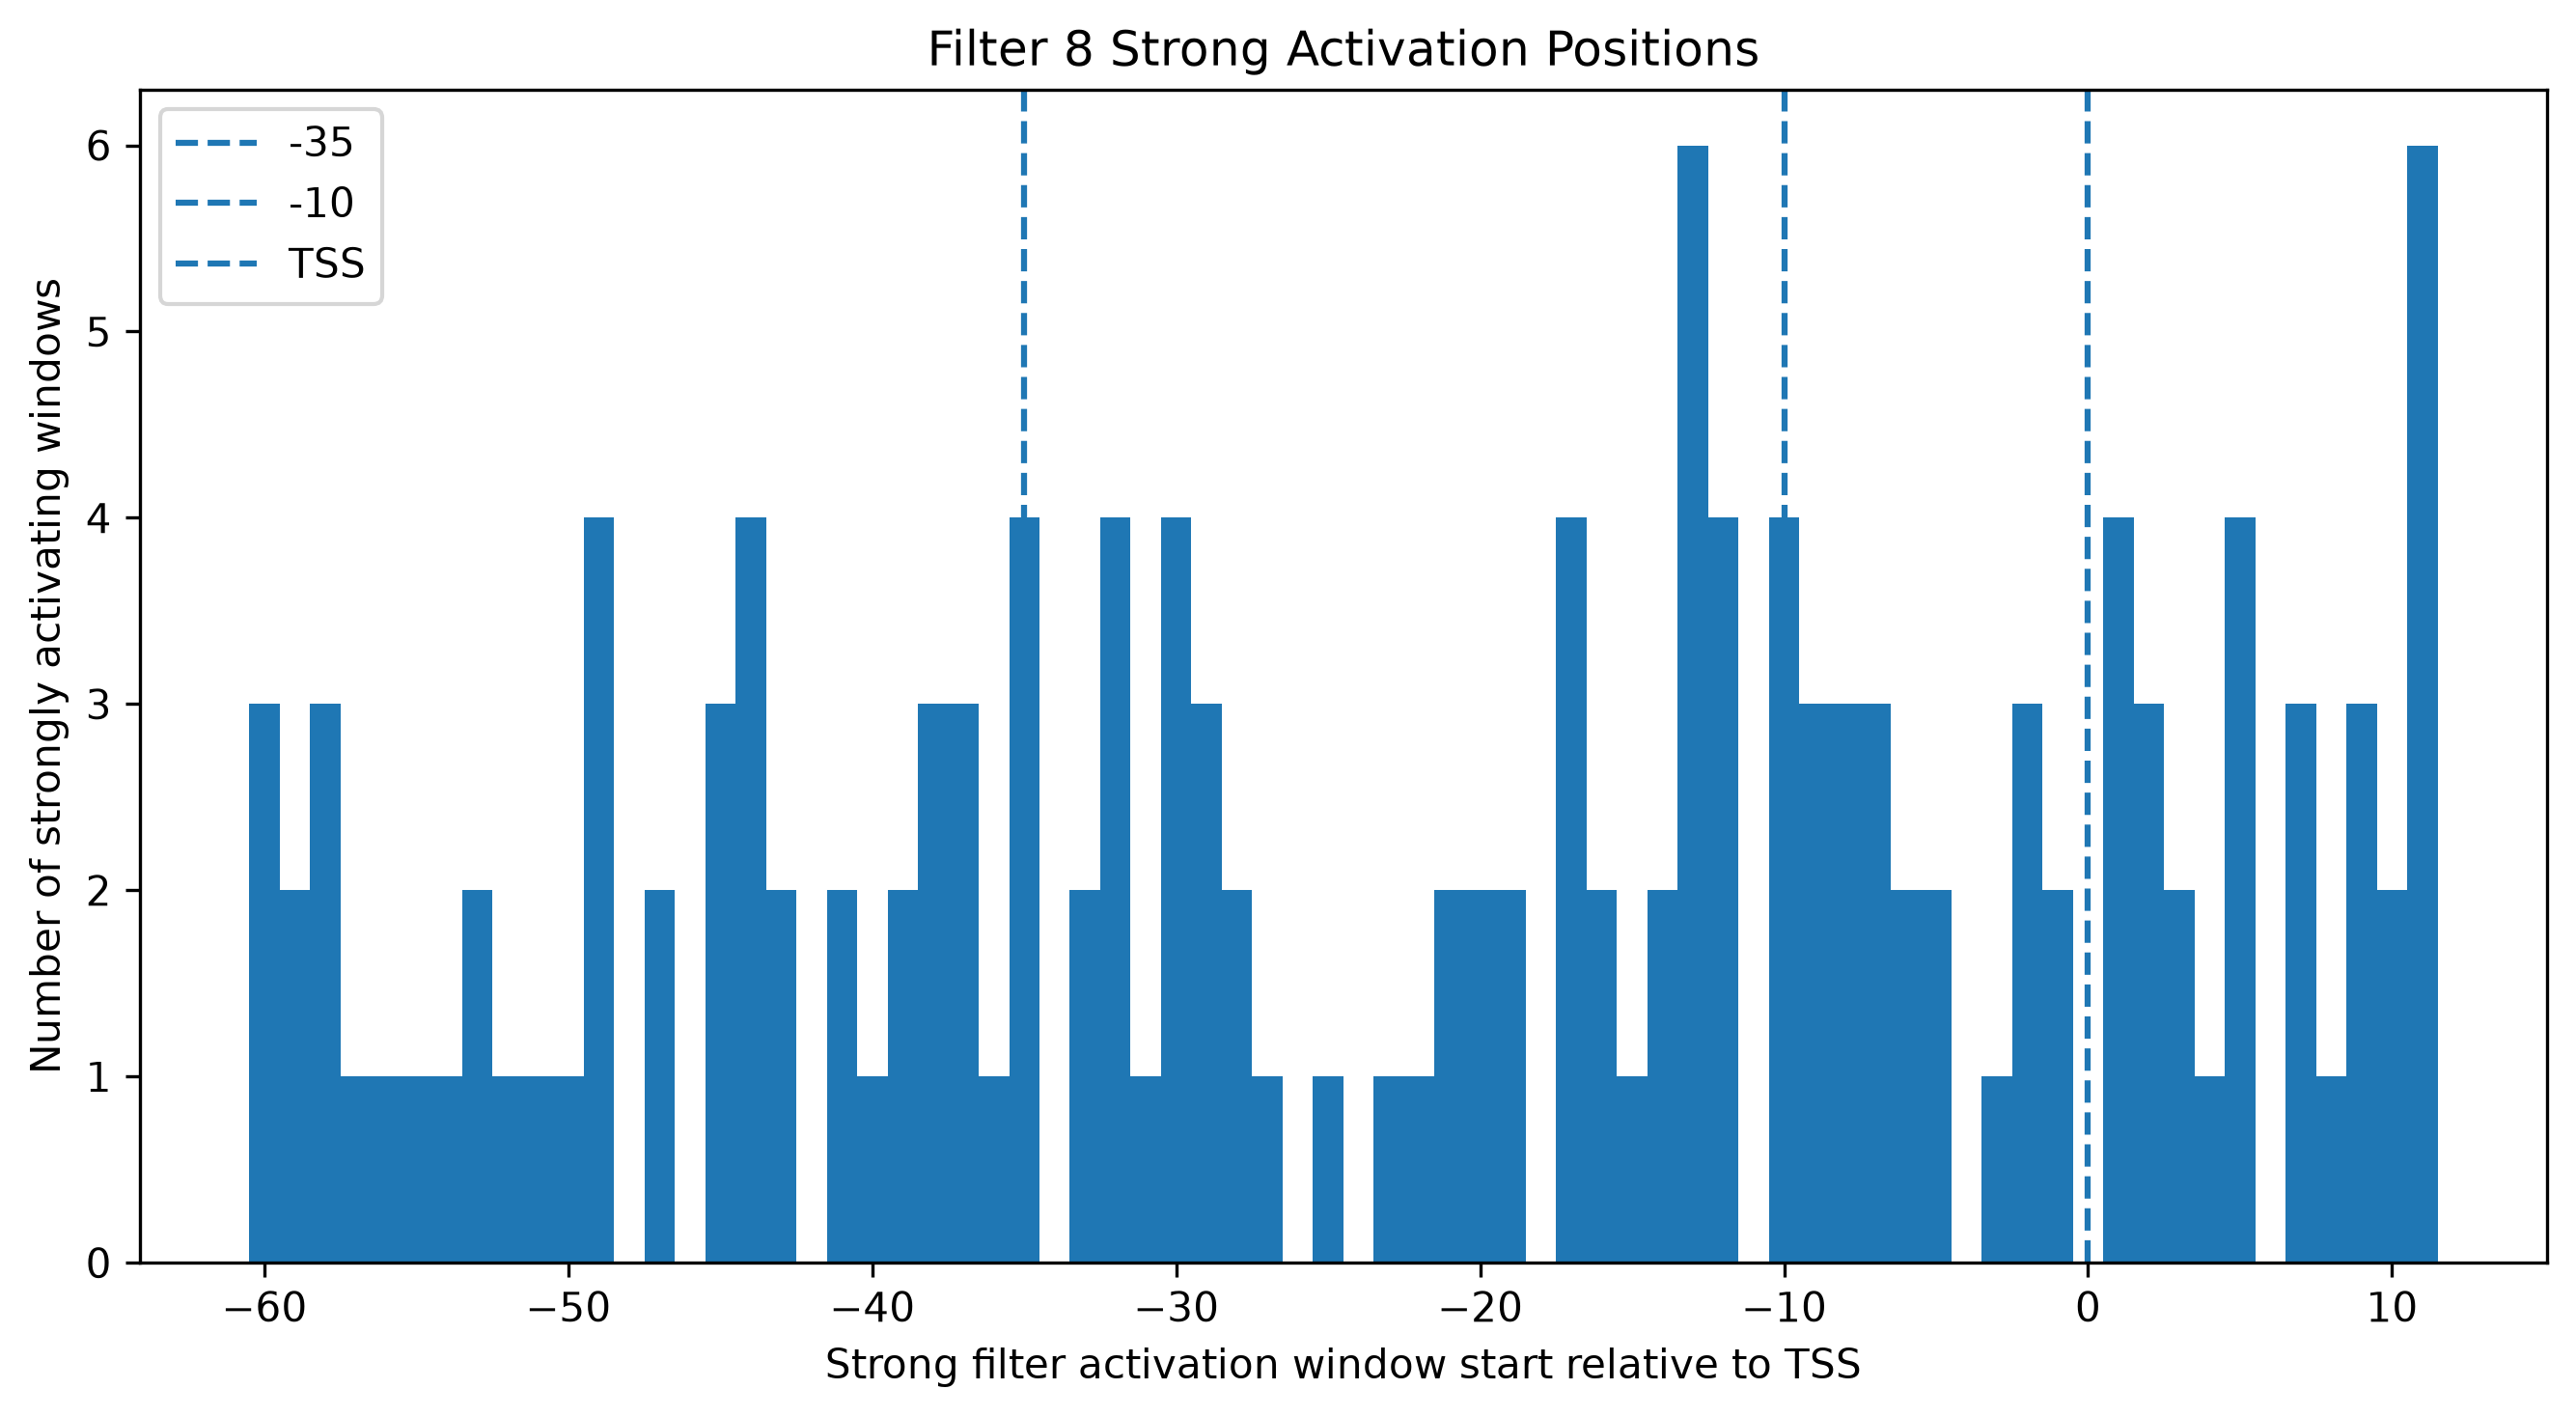 Filter 8 Strong Activation Positions
-35
-10
TSS
Number of strongly activating windows
6
5
4
3
2
1
0
−60 −50 −40 −30 −20 −10 0 10
Strong filter activation window start relative to TSS